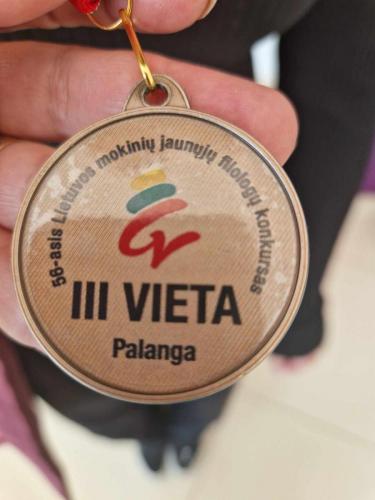 56-asis Lietuvos mokinių jaunųjų filologų konkursas
III VIETA
Palanga